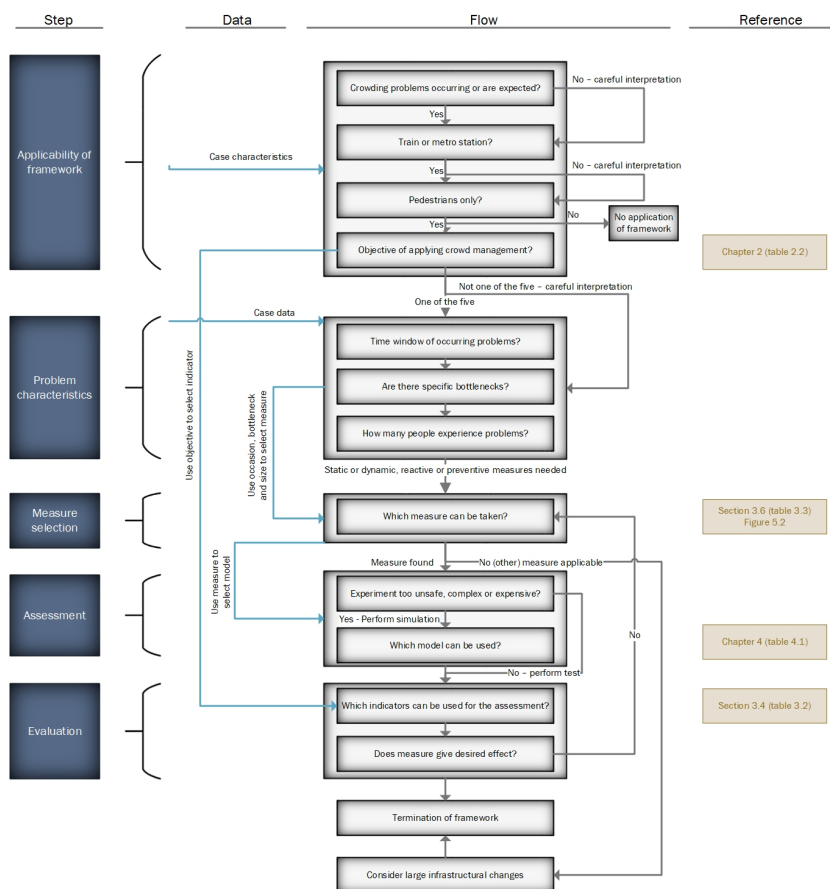 Step
Data
Flow
Reference
Applicability of
framework
Case characteristics
Crowding problems occurring or are expected?
No – careful interpretation
Yes
Train or metro station?
No – careful interpretation
Yes
Pedestrians only?
No
Yes
No application
of framework
Objective of applying crowd management?
Chapter 2 (table 2.2)
Not one of the five – careful interpretation
One of the five
Problem
characteristics
Case data
Time window of occurring problems?
Are there specific bottlenecks?
How many people experience problems?
Use objective to select indicator
Use occasion, bottleneck
and size to select measure
Static or dynamic, reactive or preventive measures needed
Measure
selection
Which measure can be taken?
Section 3.6 (table 3.3)
Figure 5.2
Use measure to
select model
Measure found
No (other) measure applicable
Assessment
Experiment too unsafe, complex or expensive?
Yes - Perform simulation
Which model can be used?
No
Chapter 4 (table 4.1)
No – perform test
Evaluation
Which indicators can be used for the assessment?
Section 3.4 (table 3.2)
Does measure give desired effect?
Termination of framework
Consider large infrastructural changes